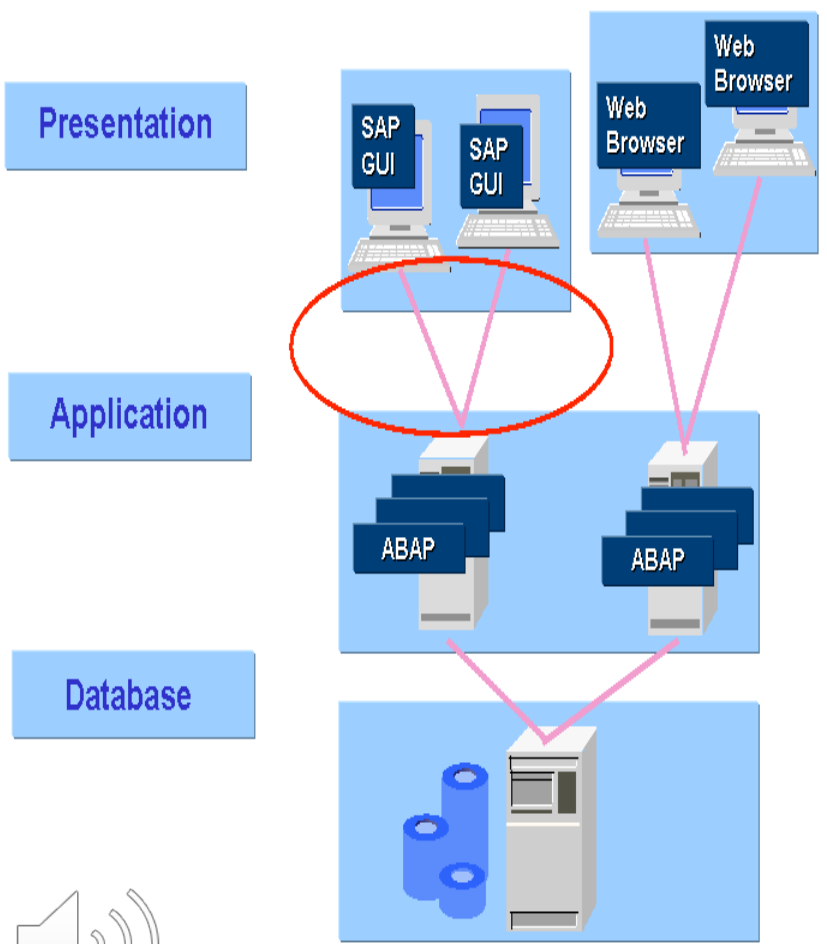 Presentation
SAP
GUI
SAP
GUI
Web
Browser
Web
Browser
Application
ABAP
ABAP
Database